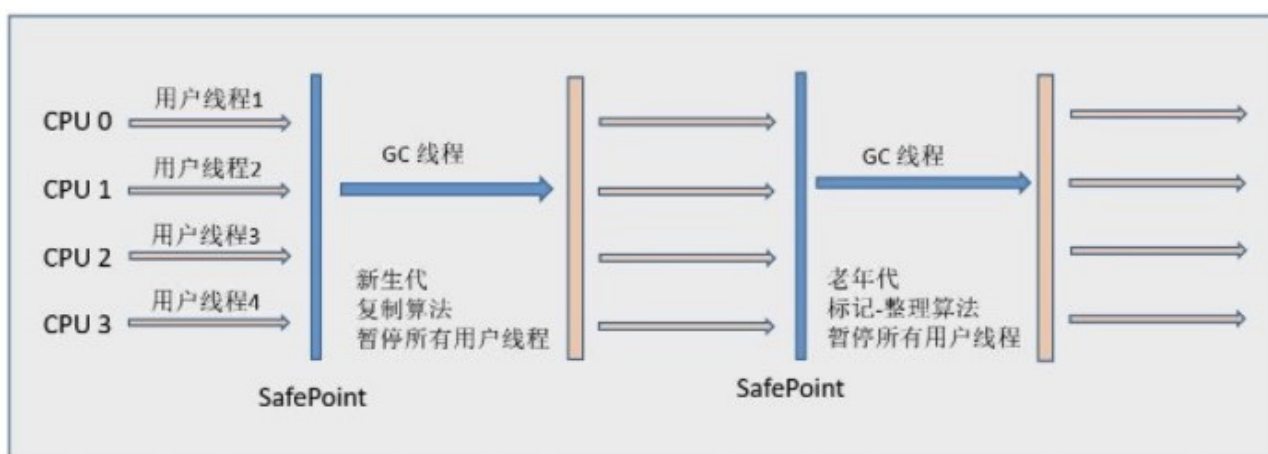 CPU 0
用户线程1
CPU 1
用户线程2
CPU 2
用户线程3
CPU 3
用户线程4
SafePoint
GC 线程
新生代
复制算法
暂停所有用户线程
SafePoint
GC 线程
老年代
标记-整理算法
暂停所有用户线程